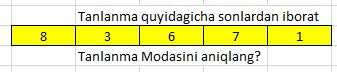 Tanlanma quyidagicha sonlardan iborat
8 3 6 7 1
Tanlanma Modasini aniqlang?